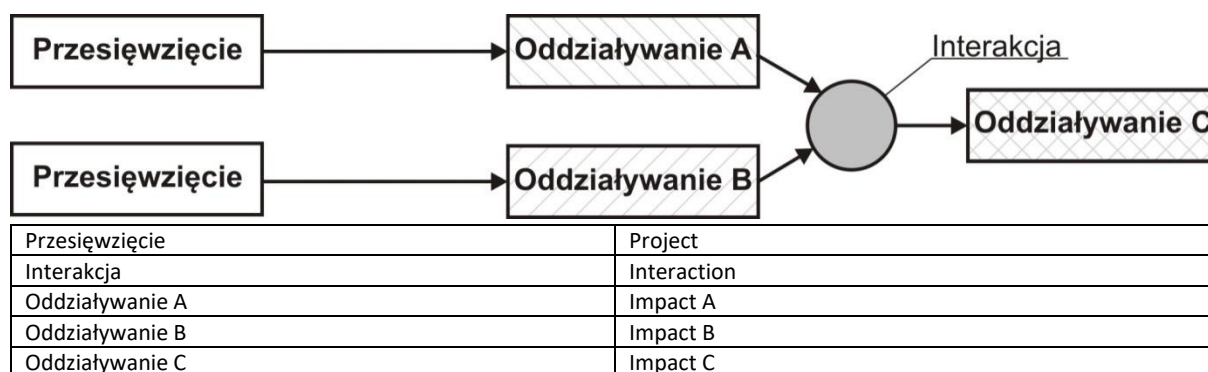 Przesięwzięcie
Oddziaływanie A
Interakcja
Przesięwzięcie
Oddziaływanie B
Oddziaływanie C
Przesięwzięcie Project
Interakcja Interaction
Oddziaływanie A Impact A
Oddziaływanie B Impact B
Oddziaływanie C Impact C